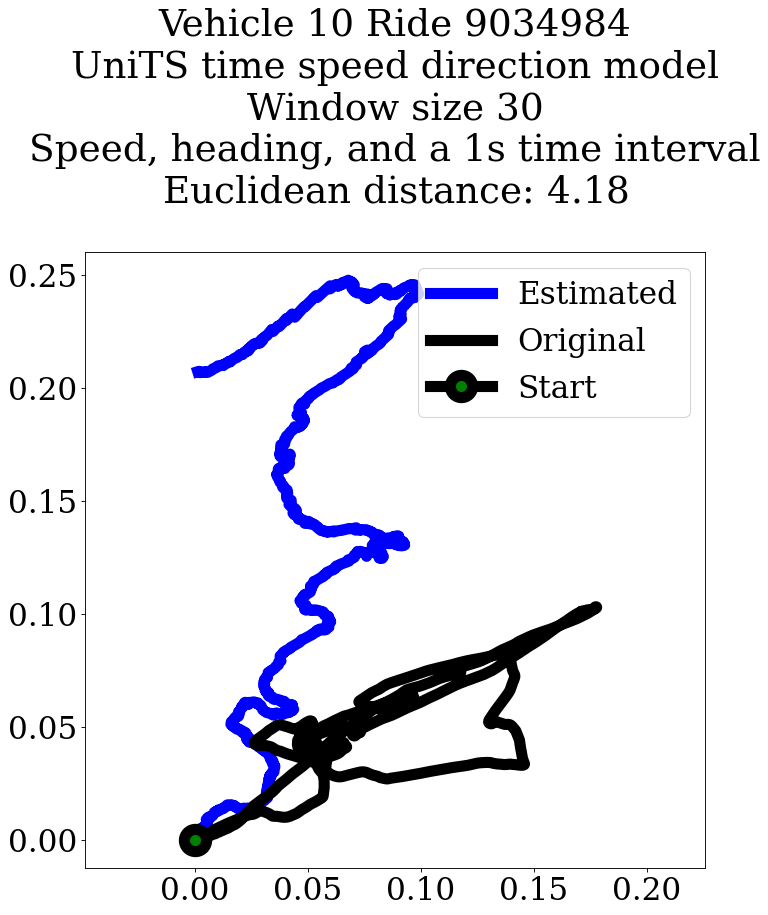 Vehicle 10 Ride 9034984
UniTS time speed direction model
Window size 30
Speed, heading, and a 1s time interval
Euclidean distance: 4.18
0.25
0.20
0.15
0.10
0.05
0.00
Estimated
Original
Start
0.00 0.05 0.10 0.15 0.20